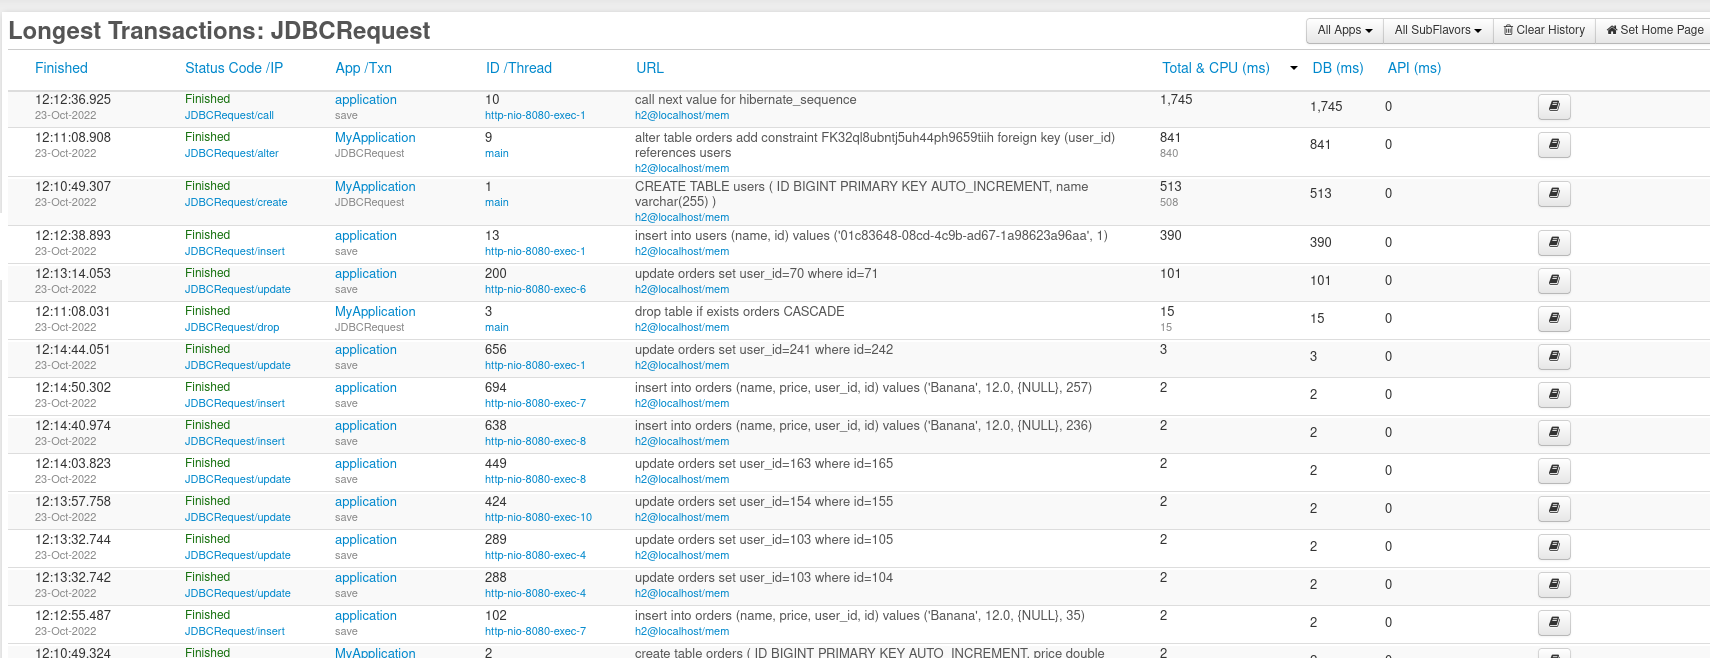 Longest Transactions: JDBCRequest
All Apps All SubFlavors Clear History Set Home Page
Finished Status Code /IP App /Txn ID /Thread URL Total & CPU (ms) DB (ms) API (ms)
12:12:36.925 Finished application 10 call next value for hibernate_sequence 1,745 1,745 0
23-Oct-2022 JDBCRequest/call save http-nio-8080-exec-1 h2@localhost/mem
12:11:08.908 Finished MyApplication 9 alter table orders add constraint FK32ql8ubntj5uh44ph9659tiih foreign key (user_id) 841 841 0
23-Oct-2022 JDBCRequest/alter JDBCRequest main references users 840
h2@localhost/mem
12:10:49.307 Finished MyApplication 1 CREATE TABLE users ( ID BIGINT PRIMARY KEY AUTO_INCREMENT, name 513 513 0
23-Oct-2022 JDBCRequest/create JDBCRequest main varchar(255) ) 508
h2@localhost/mem
12:12:38.893 Finished application 13 insert into users (name, id) values ('01c83648-08cd-4c9b-ad67-1a98623a96aa', 1) 390 390 0
23-Oct-2022 JDBCRequest/insert save http-nio-8080-exec-1 h2@localhost/mem
12:13:14.053 Finished application 200 update orders set user_id=70 where id=71 101 101 0
23-Oct-2022 JDBCRequest/update save http-nio-8080-exec-6 h2@localhost/mem
12:11:08.031 Finished MyApplication 3 drop table if exists orders CASCADE 15 15 0
23-Oct-2022 JDBCRequest/drop JDBCRequest main h2@localhost/mem 15
12:14:44.051 Finished application 656 update orders set user_id=241 where id=242 3 3 0
23-Oct-2022 JDBCRequest/update save http-nio-8080-exec-1 h2@localhost/mem
12:14:50.302 Finished application 694 insert into orders (name, price, user_id, id) values ('Banana', 12.0, {NULL}, 257) 2 2 0
23-Oct-2022 JDBCRequest/insert save http-nio-8080-exec-7 h2@localhost/mem
12:14:40.974 Finished application 638 insert into orders (name, price, user_id, id) values ('Banana', 12.0, {NULL}, 236) 2 2 0
23-Oct-2022 JDBCRequest/insert save http-nio-8080-exec-8 h2@localhost/mem
12:14:03.823 Finished application 449 update orders set user_id=163 where id=165 2 2 0
23-Oct-2022 JDBCRequest/update save http-nio-8080-exec-8 h2@localhost/mem
12:13:57.758 Finished application 424 update orders set user_id=154 where id=155 2 2 0
23-Oct-2022 JDBCRequest/update save http-nio-8080-exec-10 h2@localhost/mem
12:13:32.744 Finished application 289 update orders set user_id=103 where id=105 2 2 0
23-Oct-2022 JDBCRequest/update save http-nio-8080-exec-4 h2@localhost/mem
12:13:32.742 Finished application 288 update orders set user_id=103 where id=104 2 2 0
23-Oct-2022 JDBCRequest/update save http-nio-8080-exec-4 h2@localhost/mem
12:12:55.487 Finished application 102 insert into orders (name, price, user_id, id) values ('Banana', 12.0, {NULL}, 35) 2 2 0
23-Oct-2022 JDBCRequest/insert save http-nio-8080-exec-7 h2@localhost/mem
12:10:49.324 Finished MyApplication 2 create table orders ( ID BIGINT PRIMARY KEY AUTO_INCREMENT, price double 2